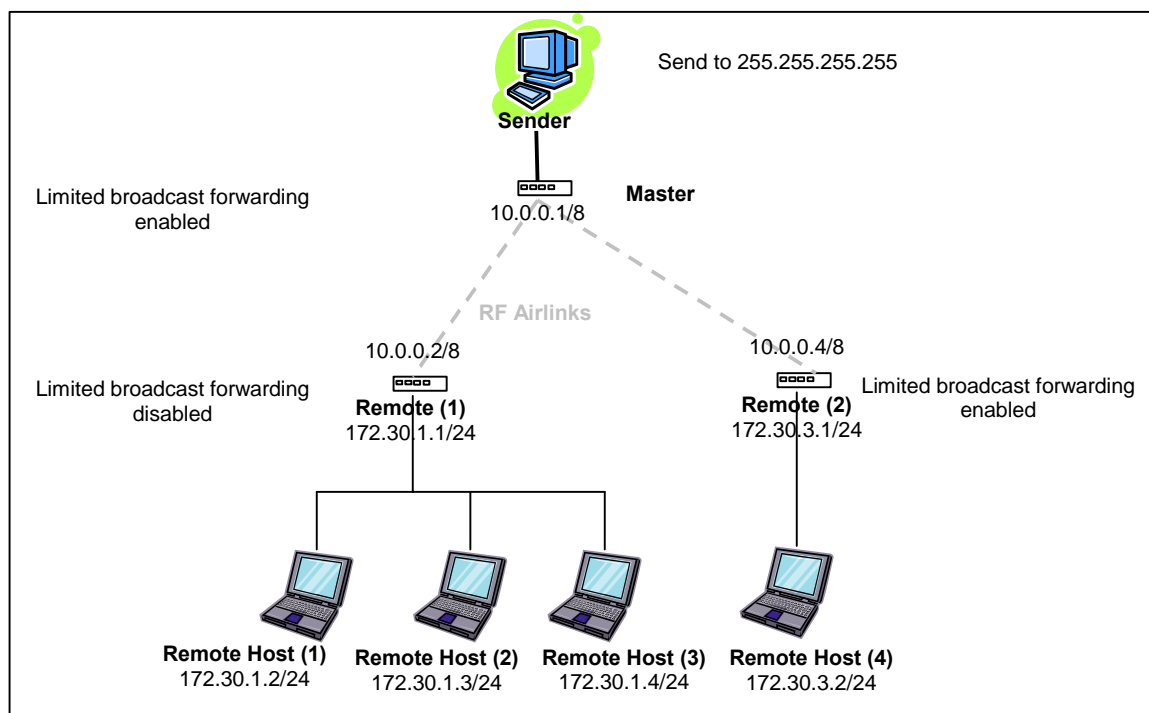 Send to 255.255.255.255
Sender
Limited broadcast forwarding
enabled
Master
10.0.0.1/8
RF Airlinks
10.0.0.2/8
10.0.0.4/8
Limited broadcast forwarding
disabled
Remote (1)
172.30.1.1/24
Remote (2)
172.30.3.1/24
Limited broadcast forwarding
enabled
Remote Host (1)
172.30.1.2/24
Remote Host (2)
172.30.1.3/24
Remote Host (3)
172.30.1.4/24
Remote Host (4)
172.30.3.2/24